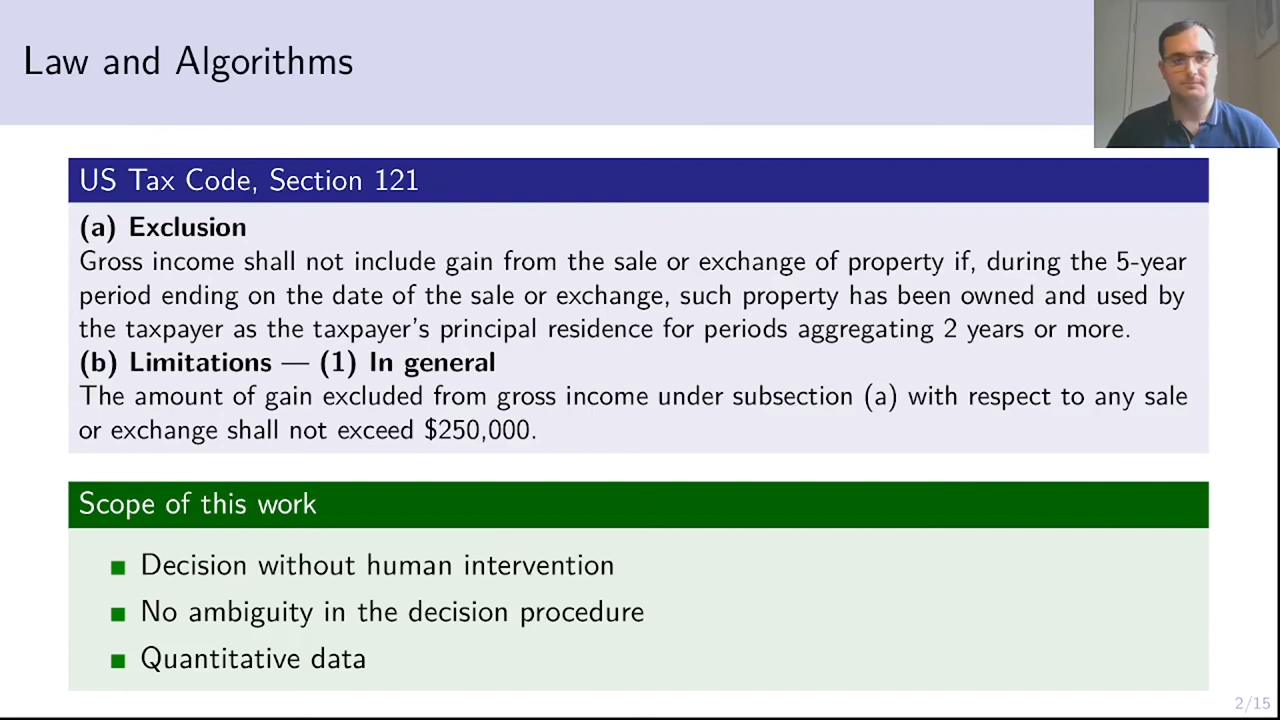 Law and Algorithms
US Tax Code, Section 121
(a) Exclusion
Gross income shall not include gain from the sale or exchange of property if, during the 5-year
period ending on the date of the sale or exchange, such property has been owned and used by
the taxpayer as the taxpayer's principal residence for periods aggregating 2 years or more.
(b) Limitations — (1) In general
The amount of gain excluded from gross income under subsection (a) with respect to any sale
or exchange shall not exceed $250,000.
Scope of this work
Decision without human intervention
No ambiguity in the decision procedure
Quantitative data
2/15